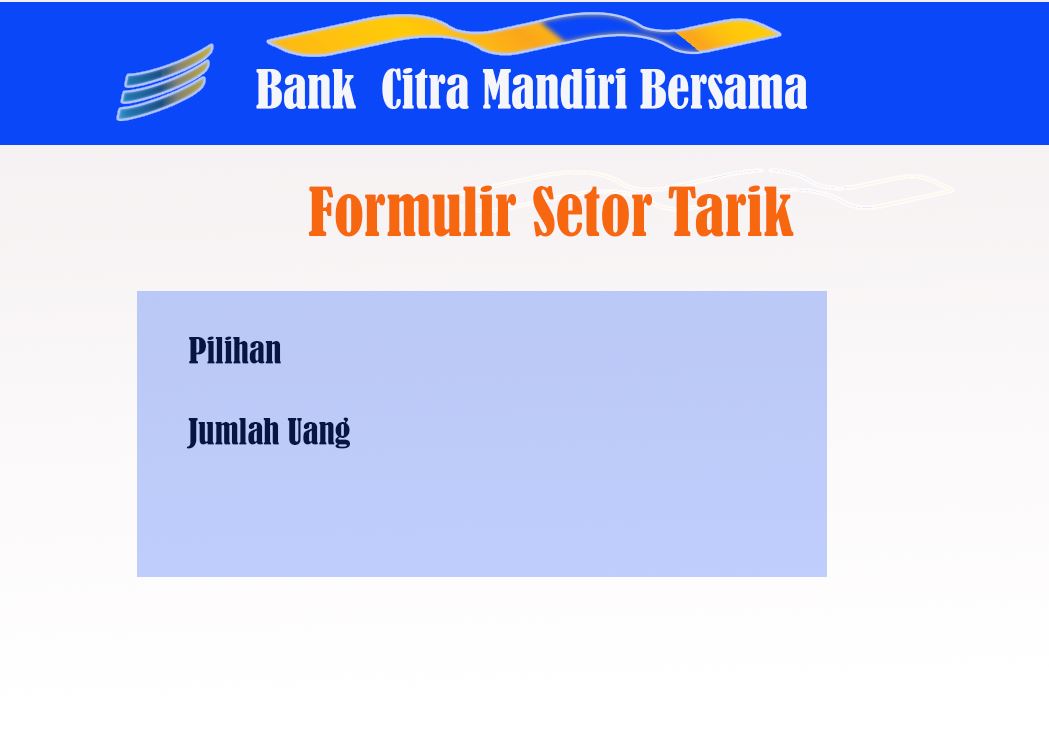 Bank Citra Mandiri Bersama
Formulir Setor Tarik
Pilihan
Jumlah Uang